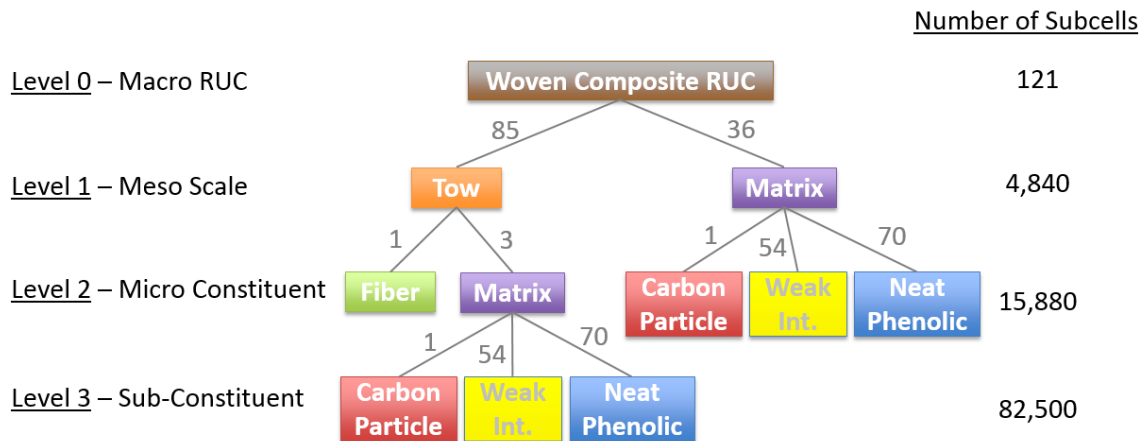 Number of Subcells
Level 0 – Macro RUC
Woven Composite RUC
121
85
36
Level 1 – Meso Scale
Tow
Matrix
4,840
1
3
1
54
70
Level 2 – Micro Constituent
Fiber
Matrix
Carbon
Particle
Weak
Int.
Neat
Phenolic
15,880
1
54
70
Level 3 – Sub-Constituent
Carbon
Particle
Weak
Int.
Neat
Phenolic
82,500